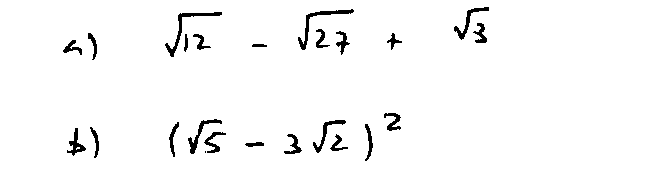 a) √12 - √27 + √3
b) (√5 - 3√2)²